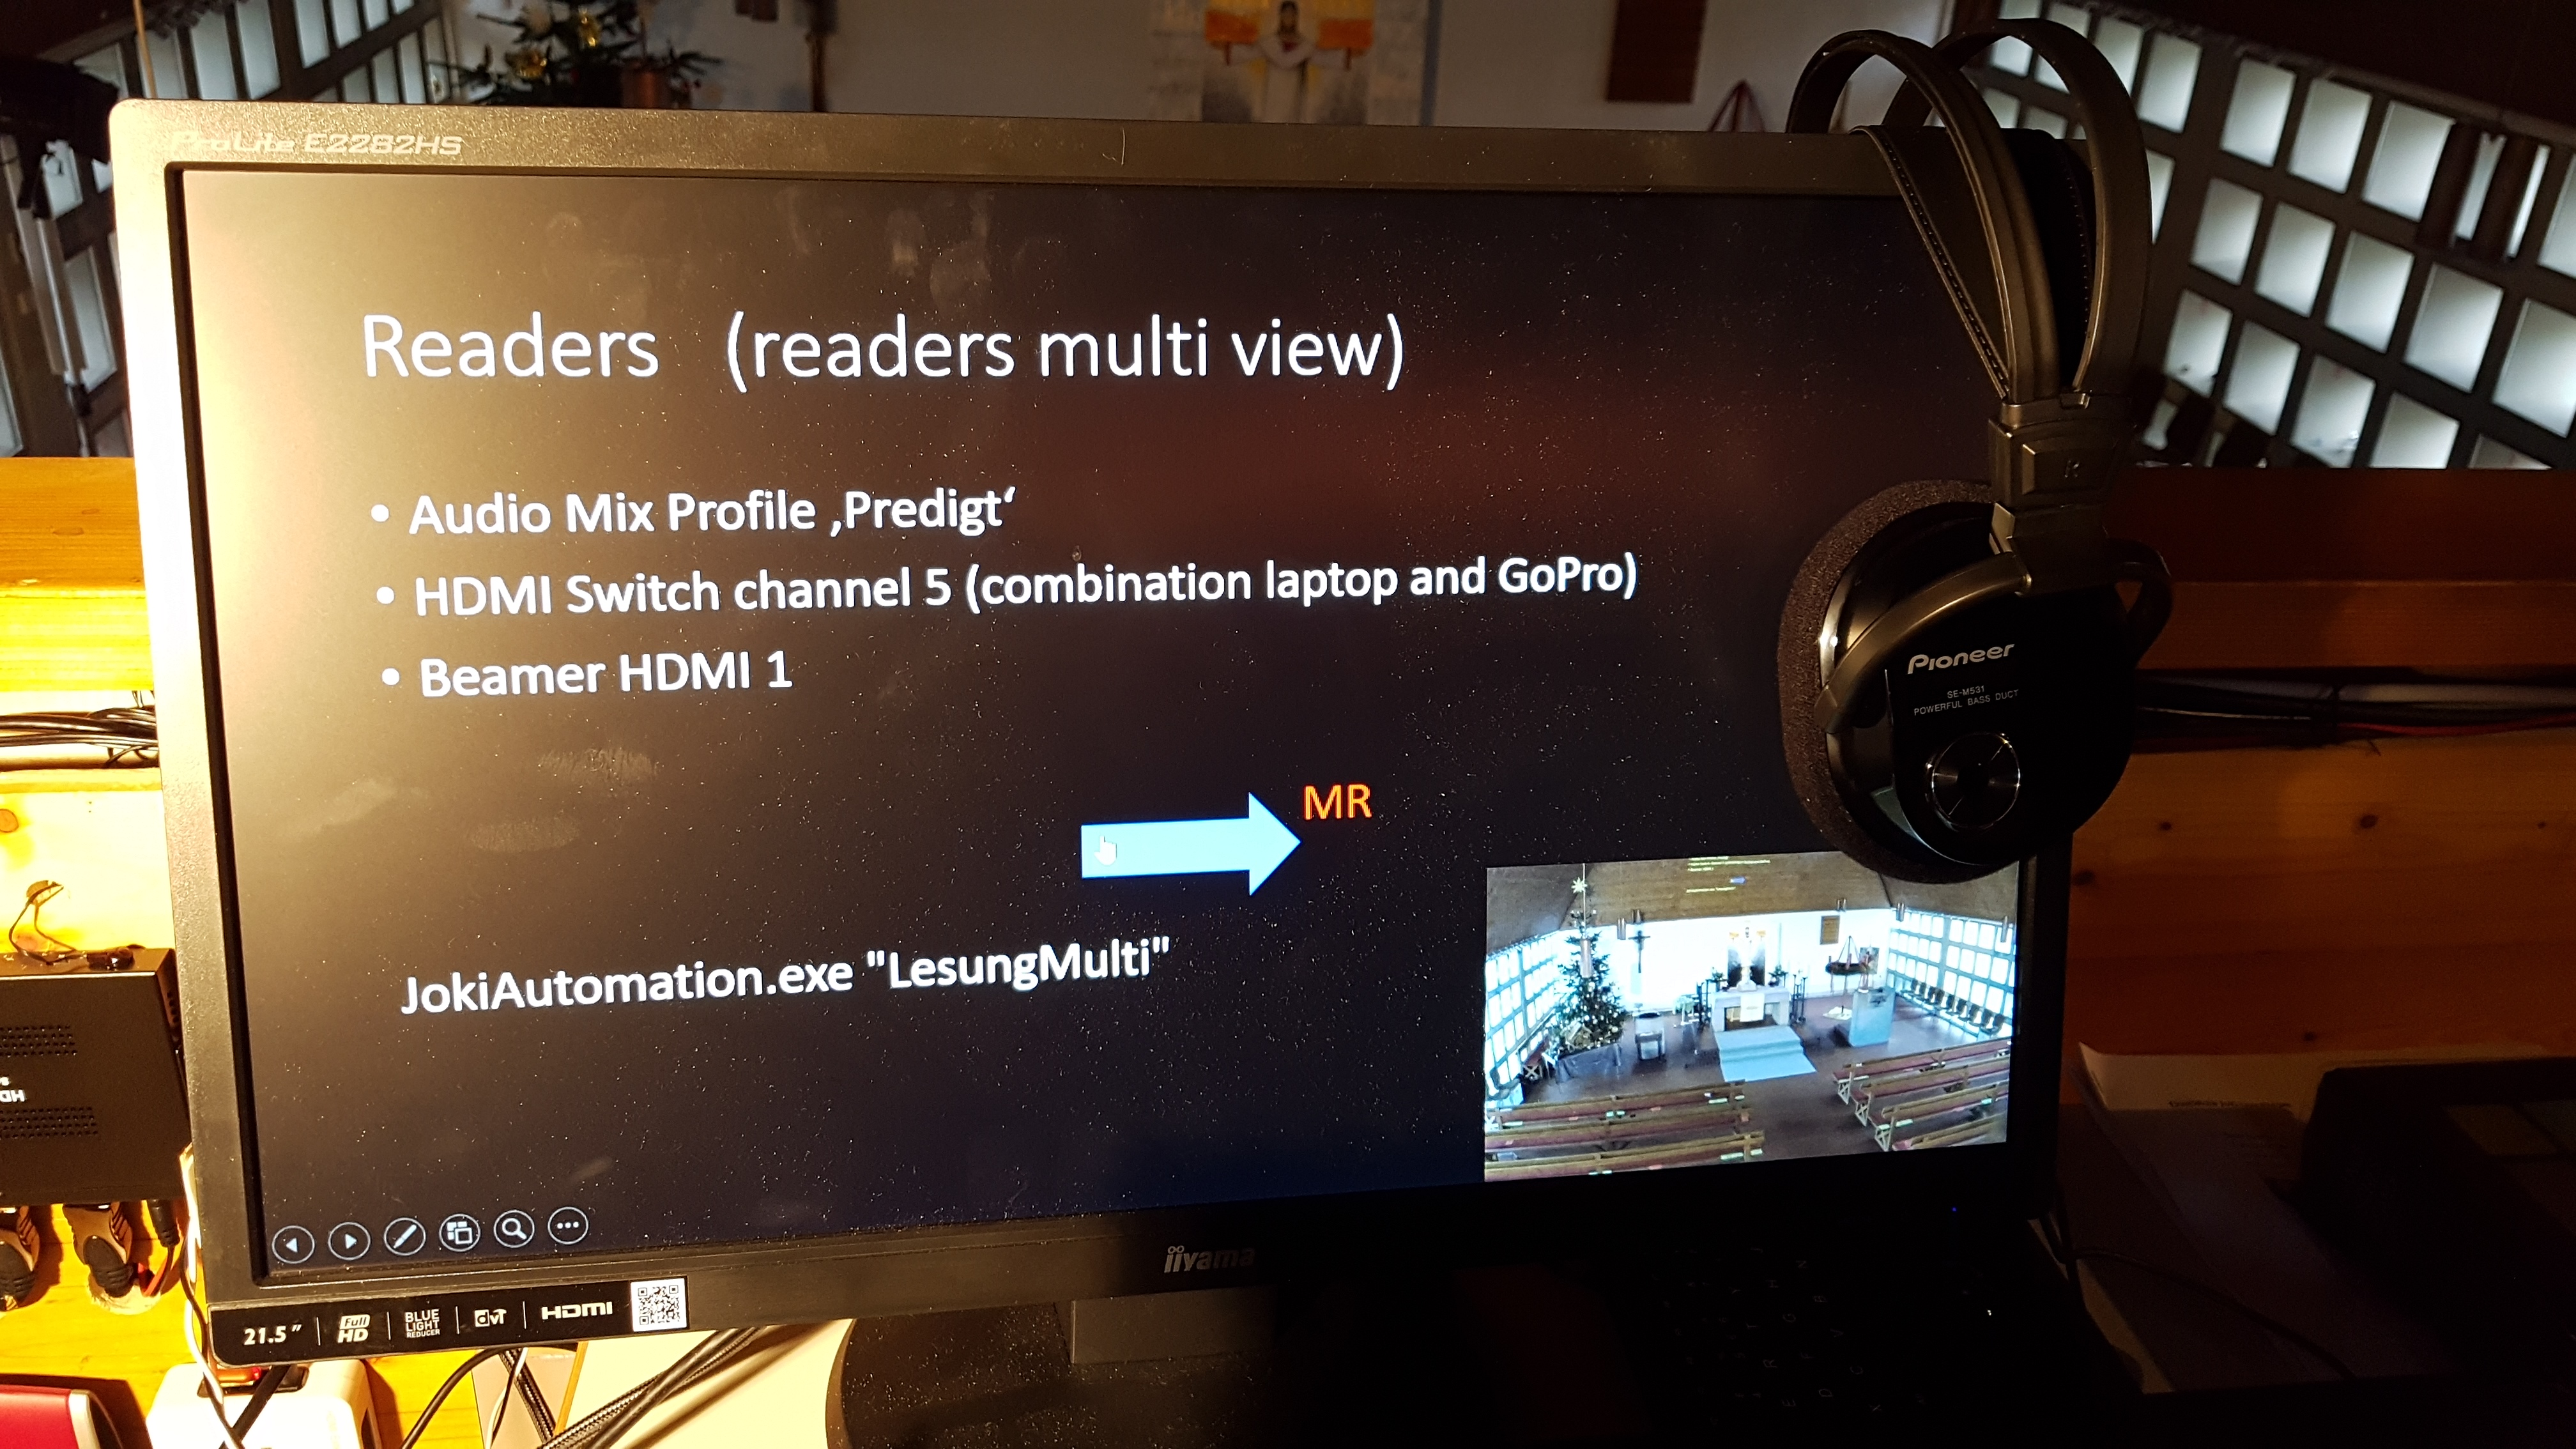 ProLite E2282HS
Readers (readers multi view)
• Audio Mix Profile ‚Predigt‘
• HDMI Switch channel 5 (combination laptop and GoPro)
• Beamer HDMI 1
MR
JokiAutomation.exe "LesungMulti"
Pioneer
SE-M531
POWERFUL BASS DUCT
R
iiyama
21.5"
Full HD
BLUE LIGHT REDUCER
DVI
HDMI